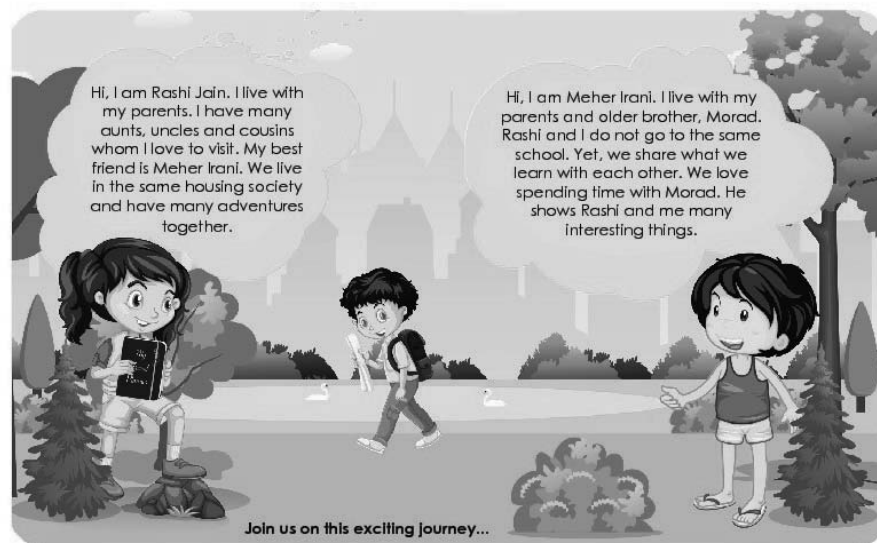 Hi, I am Rashi Jain. I live with
my parents. I have many
aunts, uncles and cousins
whom I love to visit. My best
friend is Meher Irani. We live
in the same housing society
and have many adventures
together.
Hi, I am Meher Irani. I live with my
parents and older brother, Morad.
Rashi and I do not go to the same
school. Yet, we share what we
learn with each other. We love
spending time with Morad. He
shows Rashi and me many
interesting things.
Join us on this exciting journey...